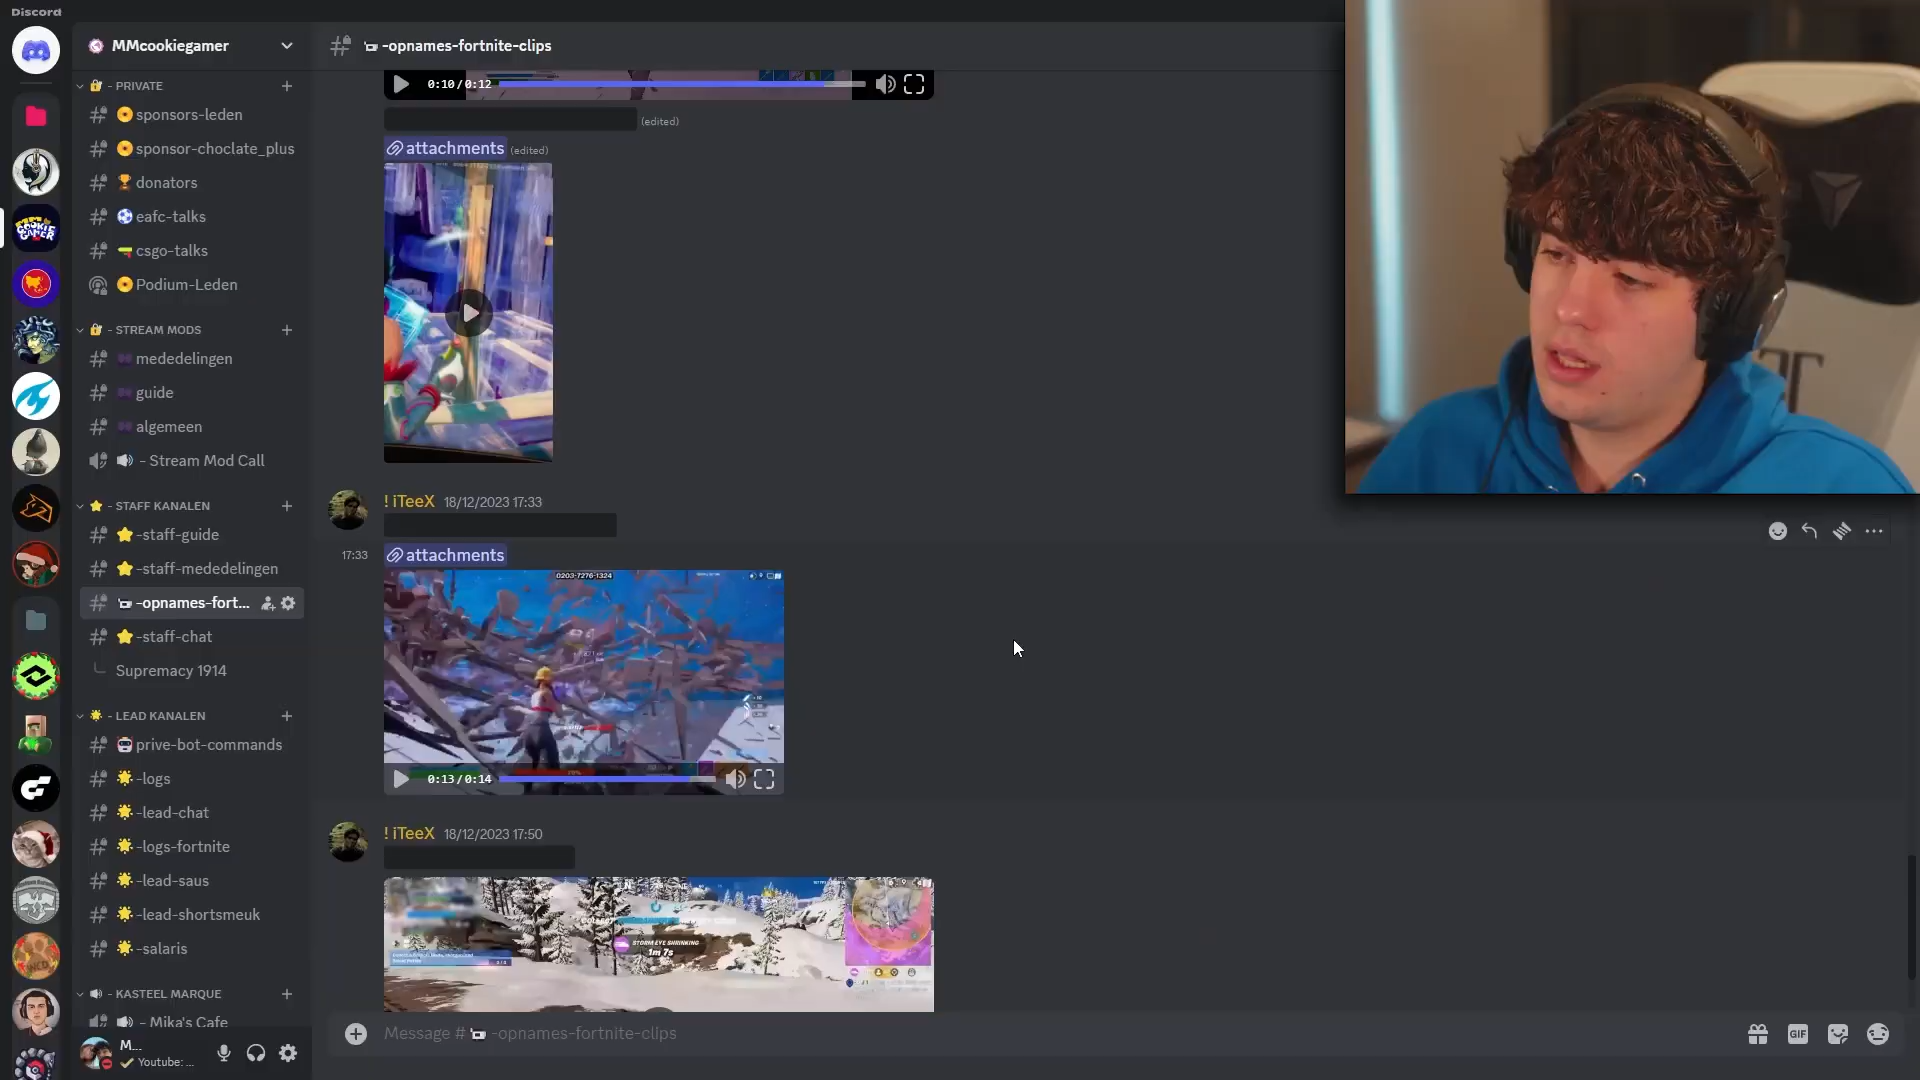 Discord
MMcookiegamer
- PRIVATE
sponsors-leden
sponsor-choclate_plus
donators
eafc-talks
csgo-talks
Podium-Leden
- STREAM MODS
mededelingen
guide
algemeen
- Stream Mod Call
- STAFF KANALEN
-staff-guide
-staff-mededelingen
-opnames-fort...
-staff-chat
Supremacy 1914
- LEAD KANALEN
prive-bot-commands
-logs
-lead-chat
-logs-fortnite
-lead-saus
-lead-shortsmeuk
-salaris
- KASTEEL MARQUE
- Mika's Cafe
M...
Youtube: ...
-opnames-fortnite-clips
0:10/0:12
(edited)
attachments (edited)
! iTeeX 18/12/2023 17:33
17:33 attachments
0203-7276-1324
0:13/0:14
! iTeeX 18/12/2023 17:50
STORM EYE SHRINKING
1m 7s
Message # -opnames-fortnite-clips
GIF